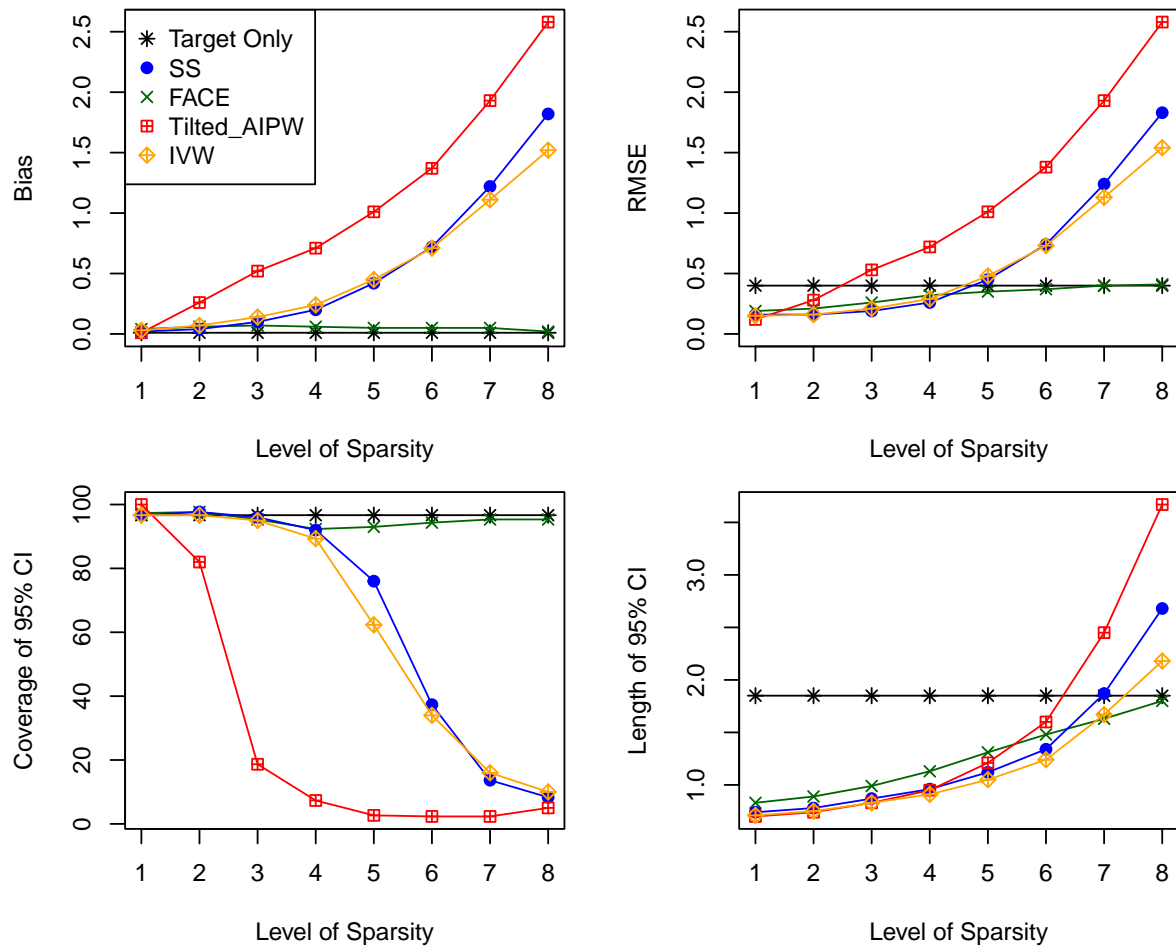 Bias
2.5
2.0
1.5
1.0
0.5
0.0
Target Only
SS
FACE
Tilted_AIPW
IVW
1 2 3 4 5 6 7 8
Level of Sparsity
RMSE
2.5
2.0
1.5
1.0
0.5
0.0
1 2 3 4 5 6 7 8
Level of Sparsity
Coverage of 95% CI
100
80
60
40
20
0
1 2 3 4 5 6 7 8
Level of Sparsity
Length of 95% CI
3.0
2.0
1.0
1 2 3 4 5 6 7 8
Level of Sparsity